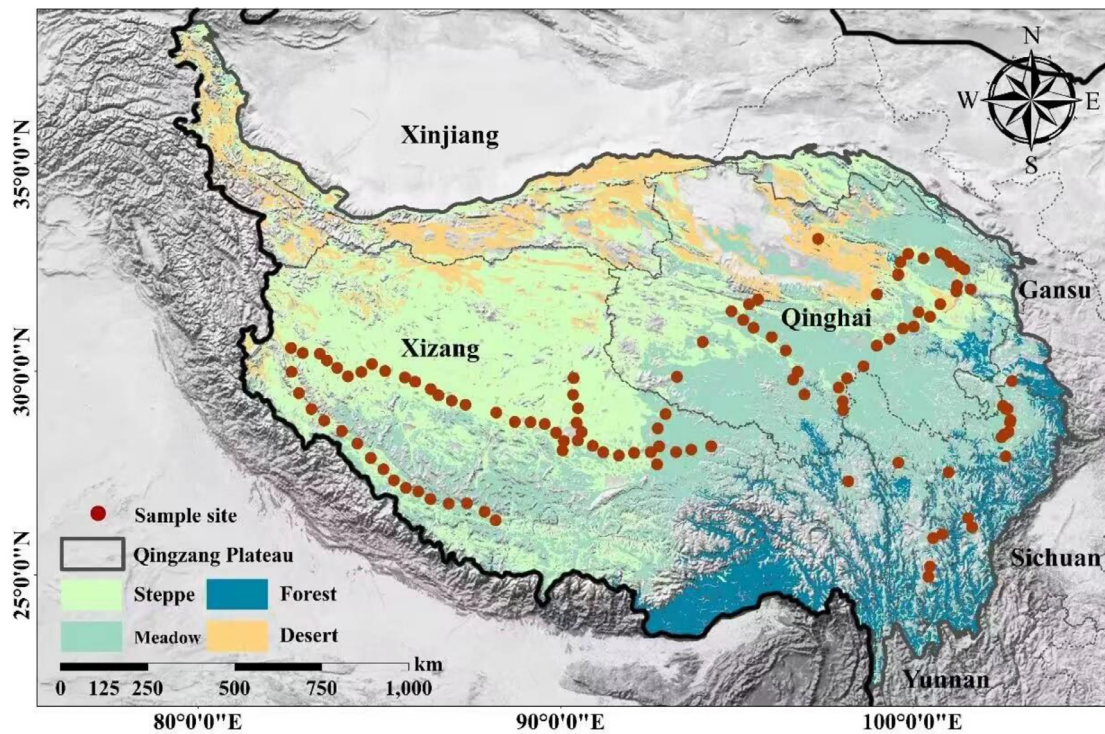 N
W E
S
Xinjiang
35°0'0"N
Gansu
Qinghai
Xizang
30°0'0"N
Sample site
Qingzang Plateau
Steppe Forest
Meadow Desert
Sichuan
25°0'0"N
Yunnan
km
0 125 250 500 750 1,000
80°0'0"E 90°0'0"E 100°0'0"E